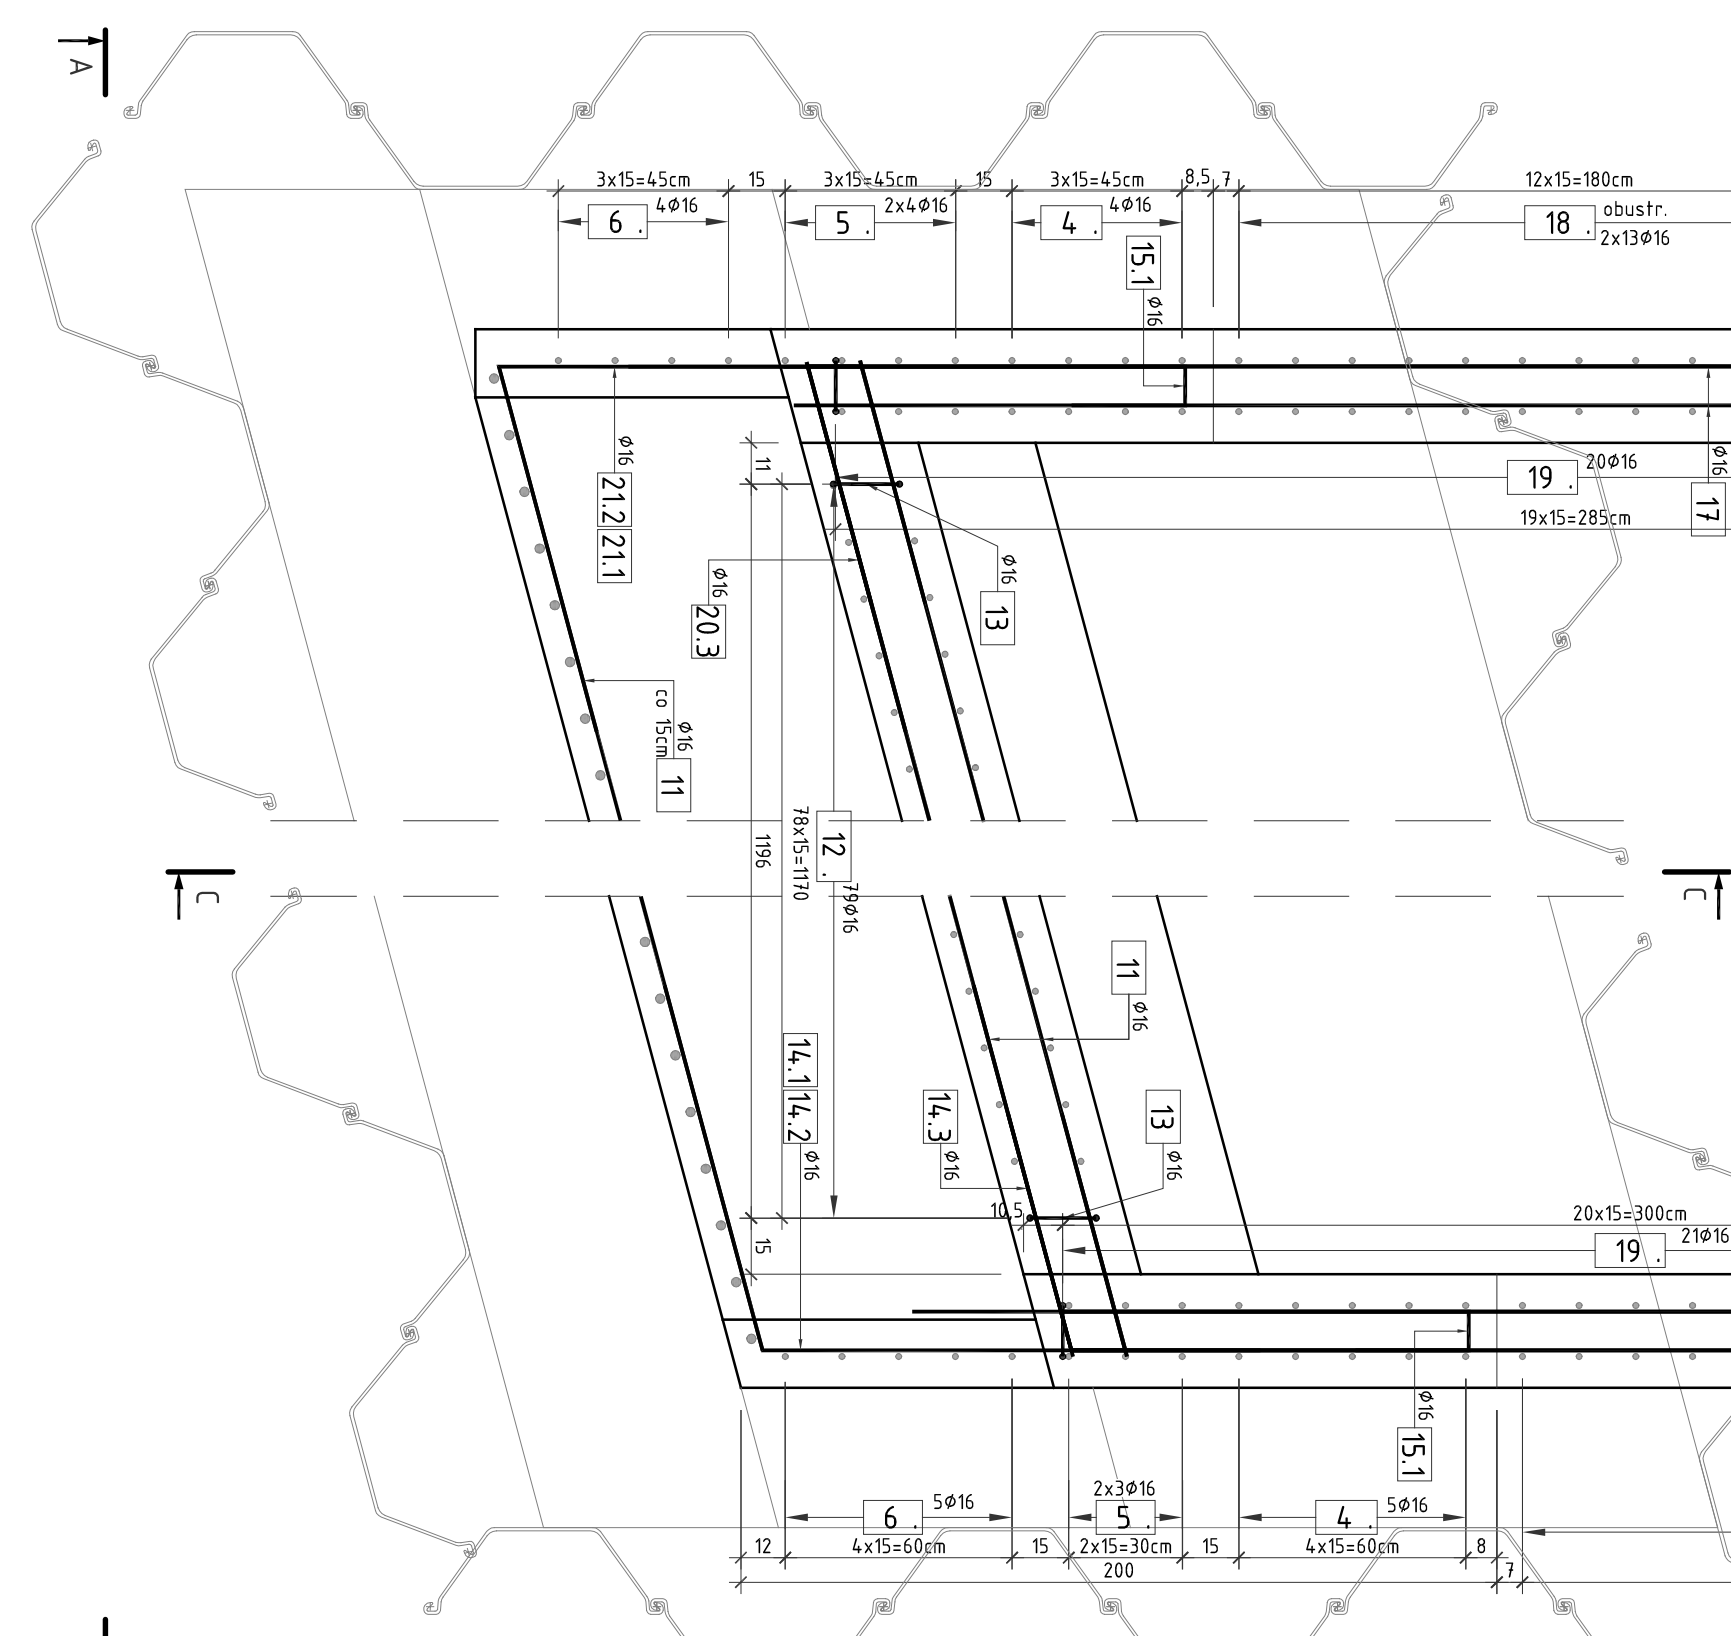 A
3x15=45cm
15
3x15=45cm
15
3x15=45cm
8,5
7
12x15=180cm
6 .
4Ø16
5 .
2x4Ø16
4 .
4Ø16
18 .
obustr.
2x13Ø16
15.1
Ø16
11
Ø16
21.2
21.1
Ø16
20.3
Ø16
13
19 .
20Ø16
19x15=285cm
Ø16
17
Ø16
co 15cm
11
1196
78x15=1170
12 .
79Ø16
C
C
11
Ø16
14.1
14.2
Ø16
14.3
Ø16
13
Ø16
10,5
15
20x15=300cm
19 .
21Ø16
Ø16
15.1
6 .
5Ø16
2x3Ø16
5 .
4 .
5Ø16
12
4x15=60cm
15
2x15=30cm
15
4x15=60cm
8
200
7